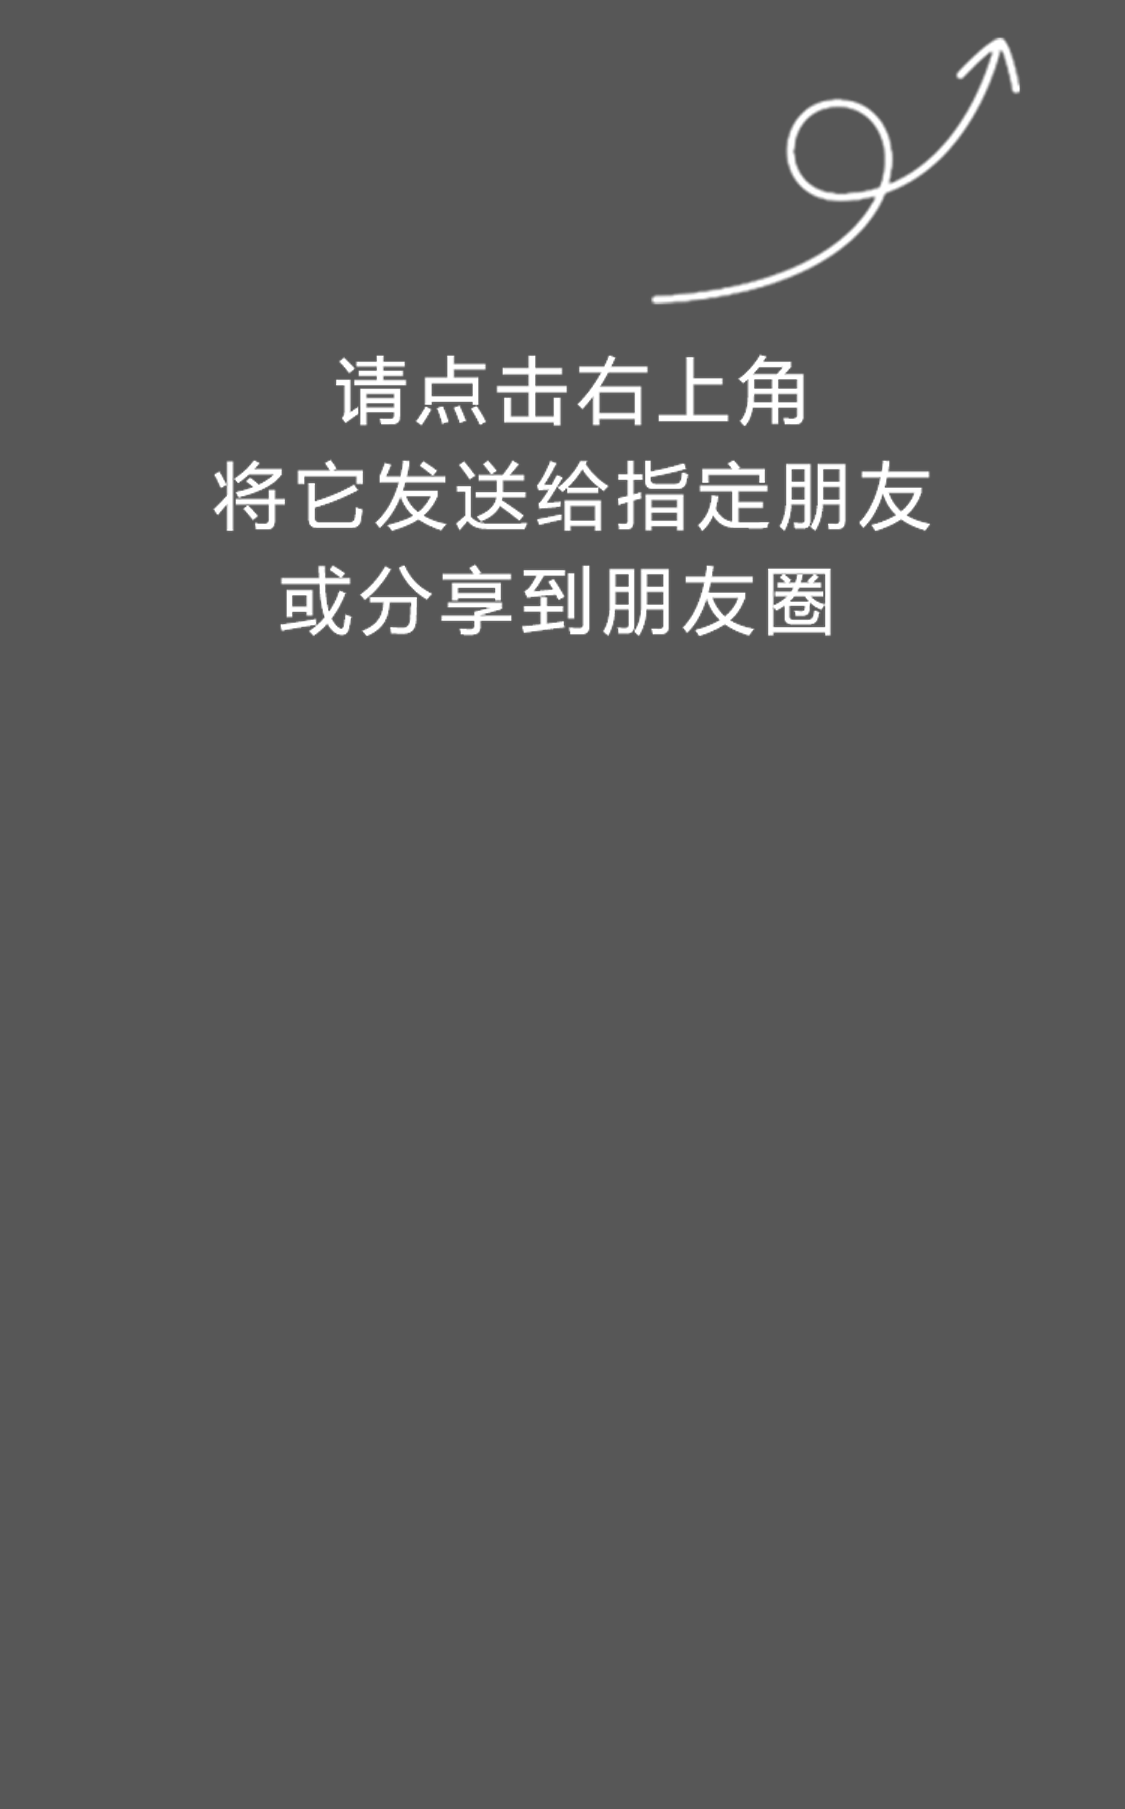 请点击右上角
将它发送给指定朋友
或分享到朋友圈